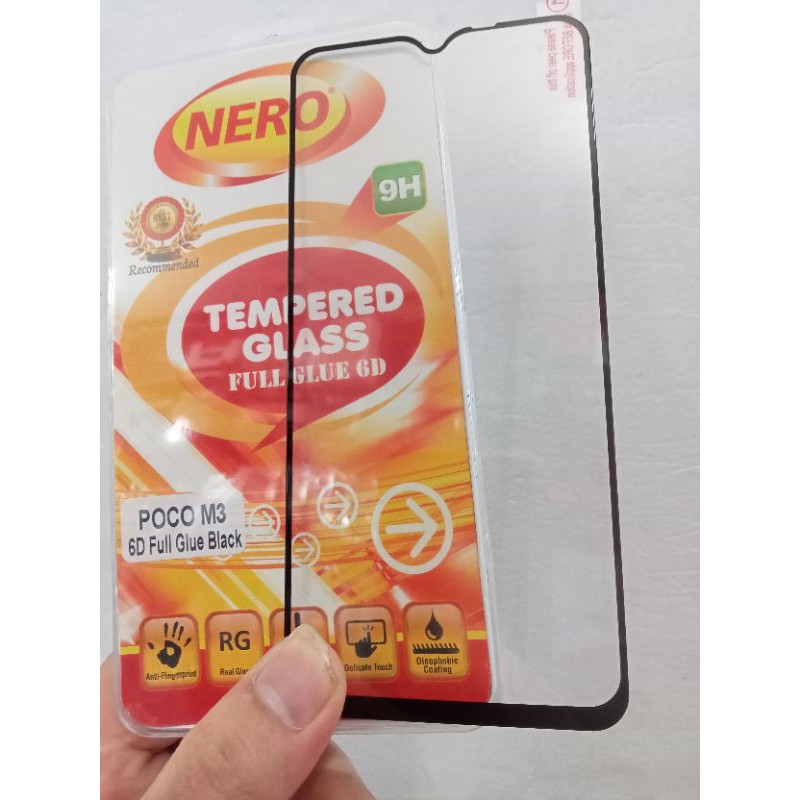 NERO
®
9H
Recommended
TEMPERED
GLASS
FULL GLUE 6D
POCO M3
6D Full Glue Black
RG
Anti-Fingerprint
Real Glass
Delicate Touch
Oleophobic
Coating